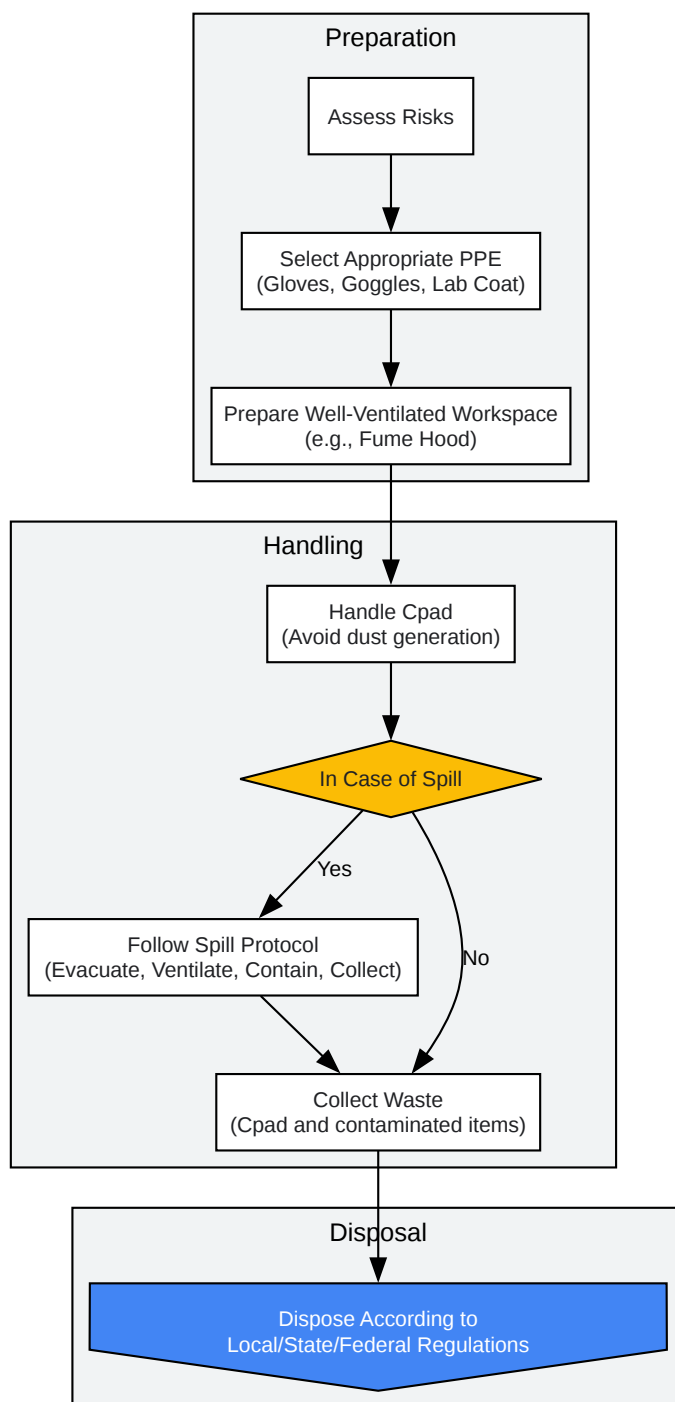 Preparation
Assess Risks
Select Appropriate PPE
(Gloves, Goggles, Lab Coat)
Prepare Well-Ventilated Workspace
(e.g., Fume Hood)
Handling
Handle Cpad
(Avoid dust generation)
In Case of Spill
Yes
Follow Spill Protocol
(Evacuate, Ventilate, Contain, Collect)
No
Collect Waste
(Cpad and contaminated items)
Disposal
Dispose According to
Local/State/Federal Regulations